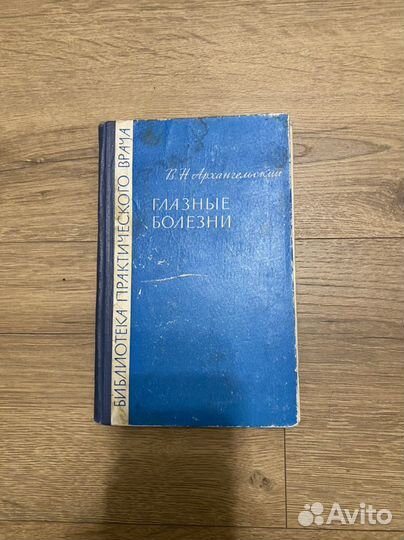 БИБЛИОТЕКА ПРАКТИЧЕСКОГО ВРАЧА
В. Н. Архангельский
ГЛАЗНЫЕ
БОЛЕЗНИ
Avito